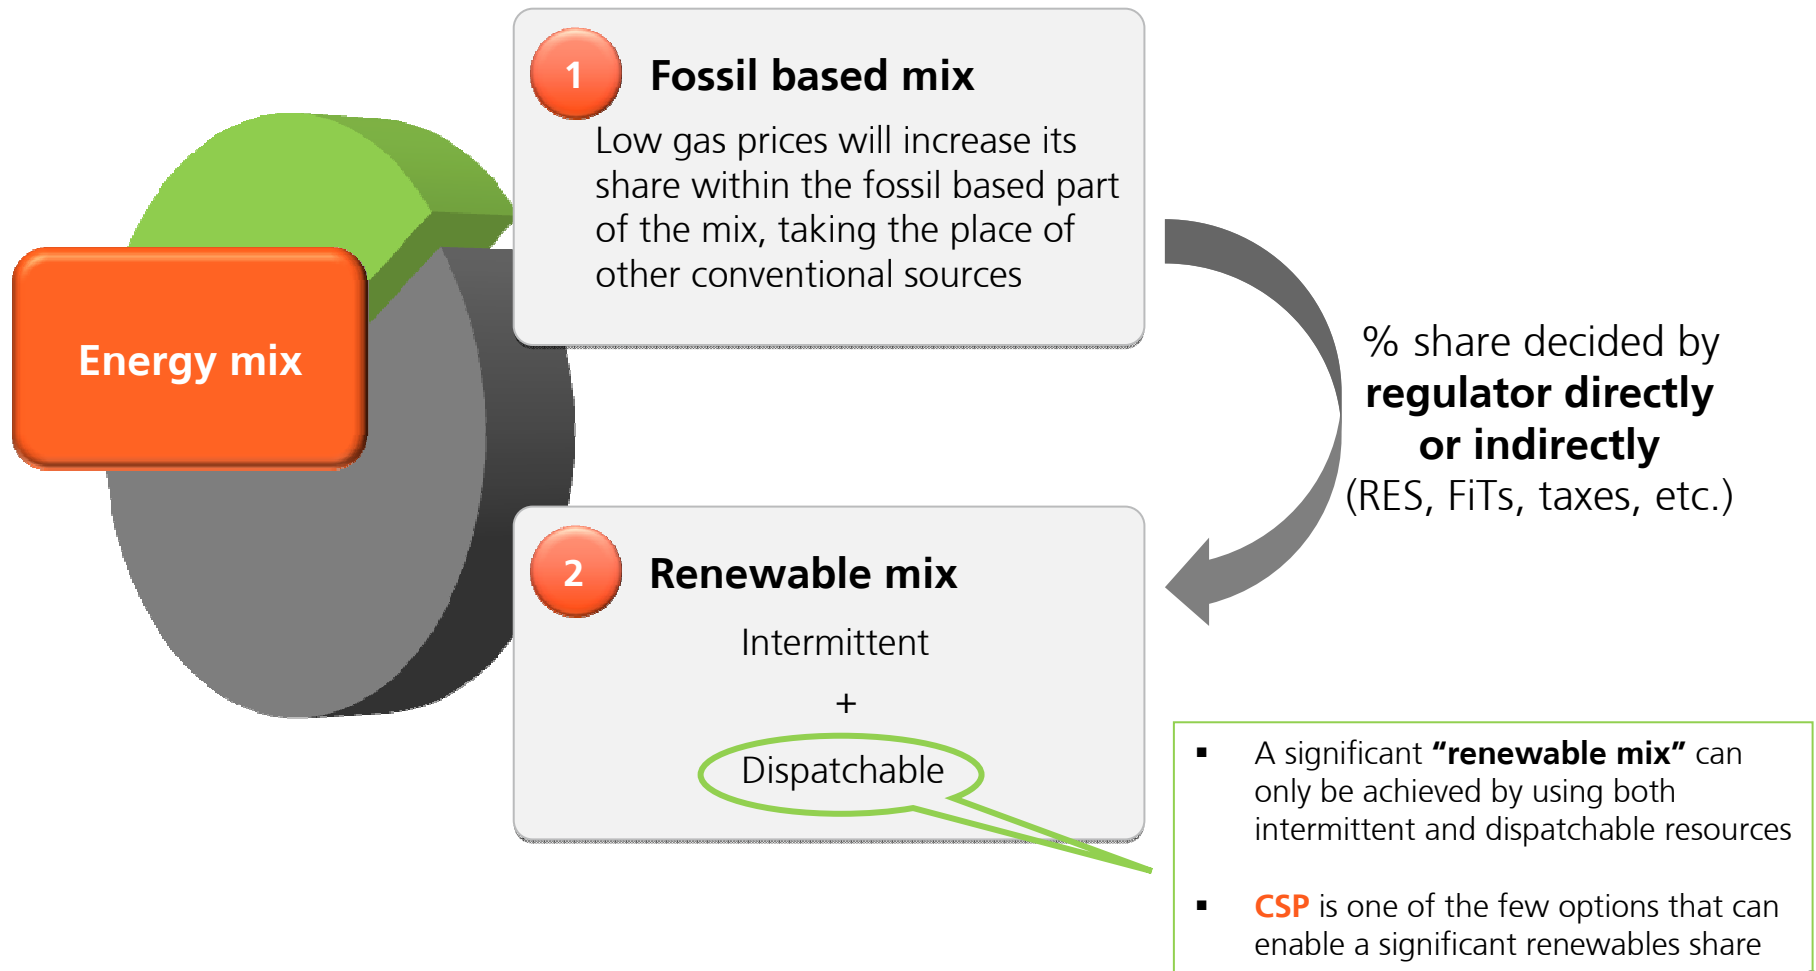 Energy mix
1
Fossil based mix
Low gas prices will increase its
share within the fossil based part
of the mix, taking the place of
other conventional sources
% share decided by
regulator directly
or indirectly
(RES, FiTs, taxes, etc.)
2
Renewable mix
Intermittent
+
Dispatchable
▪ A significant "renewable mix" can
only be achieved by using both
intermittent and dispatchable resources
▪ CSP is one of the few options that can
enable a significant renewables share